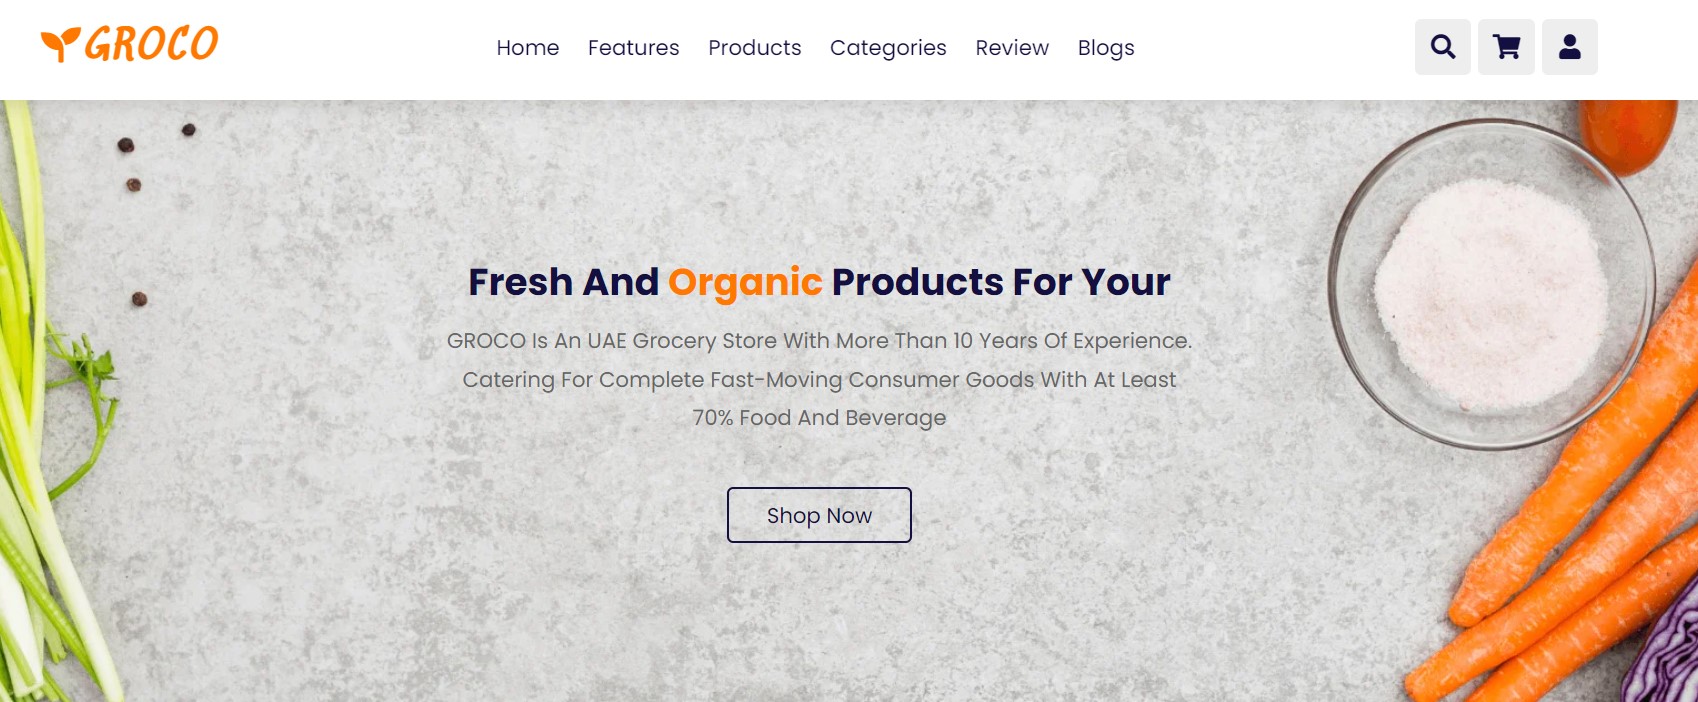 GROCO
Home Features Products Categories Review Blogs
Fresh And Organic Products For Your
GROCO Is An UAE Grocery Store With More Than 10 Years Of Experience.
Catering For Complete Fast-Moving Consumer Goods With At Least
70% Food And Beverage
Shop Now